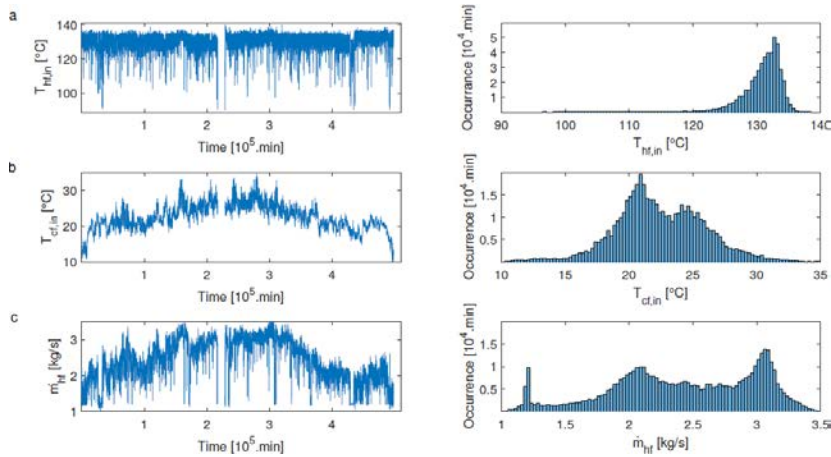 a
140
120
100
T_hf,in [°C]
1 2 3 4
Time [10^5.min]
Occurrance [10^4.min]
5
4
3
2
1
90 100 110 120 130 140
T_hf,in [°C]
b
30
20
10
T_cf,in [°C]
1 2 3 4
Time [10^5.min]
Occurrence [10^4.min]
1.5
1
0.5
10 15 20 25 30 35
T_cf,in [°C]
c
3
2
1
ṁ_hf [kg/s]
1 2 3 4
Time [10^5.min]
Occurrence [10^4.min]
1.5
1
0.5
1 1.5 2 2.5 3 3.5
ṁ_hf [kg/s]